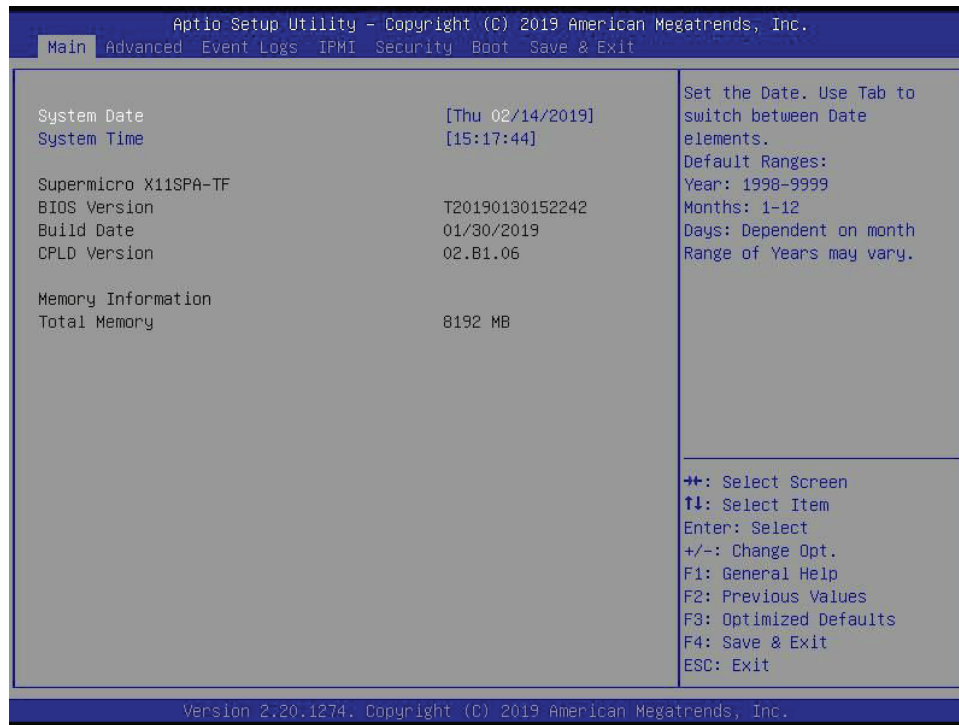 Aptio Setup Utility – Copyright (C) 2019 American Megatrends, Inc.
Main Advanced Event Logs IPMI Security Boot Save & Exit
System Date [Thu 02/14/2019]
System Time [15:17:44]
Supermicro X11SPA-TF
BIOS Version T20190130152242
Build Date 01/30/2019
CPLD Version 02.B1.06
Memory Information
Total Memory 8192 MB
Set the Date. Use Tab to
switch between Date
elements.
Default Ranges:
Year: 1998-9999
Months: 1-12
Days: Dependent on month
Range of Years may vary.
→←: Select Screen
↑↓: Select Item
Enter: Select
+/-: Change Opt.
F1: General Help
F2: Previous Values
F3: Optimized Defaults
F4: Save & Exit
ESC: Exit
Version 2.20.1274. Copyright (C) 2019 American Megatrends, Inc.